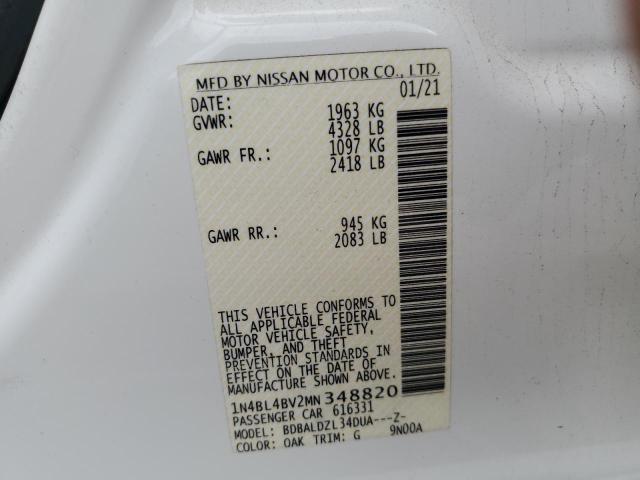 MFD BY NISSAN MOTOR CO., LTD.
DATE: 01/21
GVWR: 1963 KG
4328 LB
GAWR FR.: 1097 KG
2418 LB
GAWR RR.: 945 KG
2083 LB
THIS VEHICLE CONFORMS TO
ALL APPLICABLE FEDERAL
MOTOR VEHICLE SAFETY,
BUMPER, AND THEFT
PREVENTION STANDARDS IN
EFFECT ON THE DATE OF
MANUFACTURE SHOWN ABOVE.
1N4BL4BV2MN348820
PASSENGER CAR 616331
MODEL: BDBALDZL34DUA---Z-
COLOR: OAK TRIM: G 9N00A